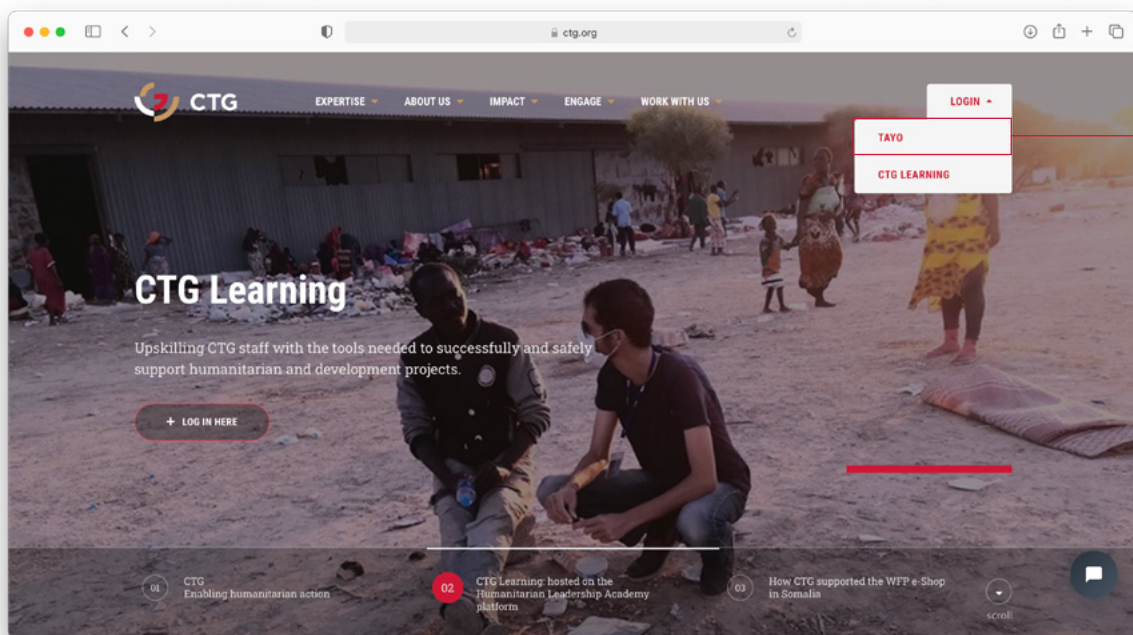 ctg.org
CTG
EXPERTISE
ABOUT US
IMPACT
ENGAGE
WORK WITH US
LOGIN
TAYO
CTG LEARNING
CTG Learning
Upskilling CTG staff with the tools needed to successfully and safely
support humanitarian and development projects.
+ LOG IN HERE
01
CTG
Enabling humanitarian action
02
CTG Learning: hosted on the
Humanitarian Leadership Academy
platform
03
How CTG supported the WFP e-Shop
in Somalia
scroll